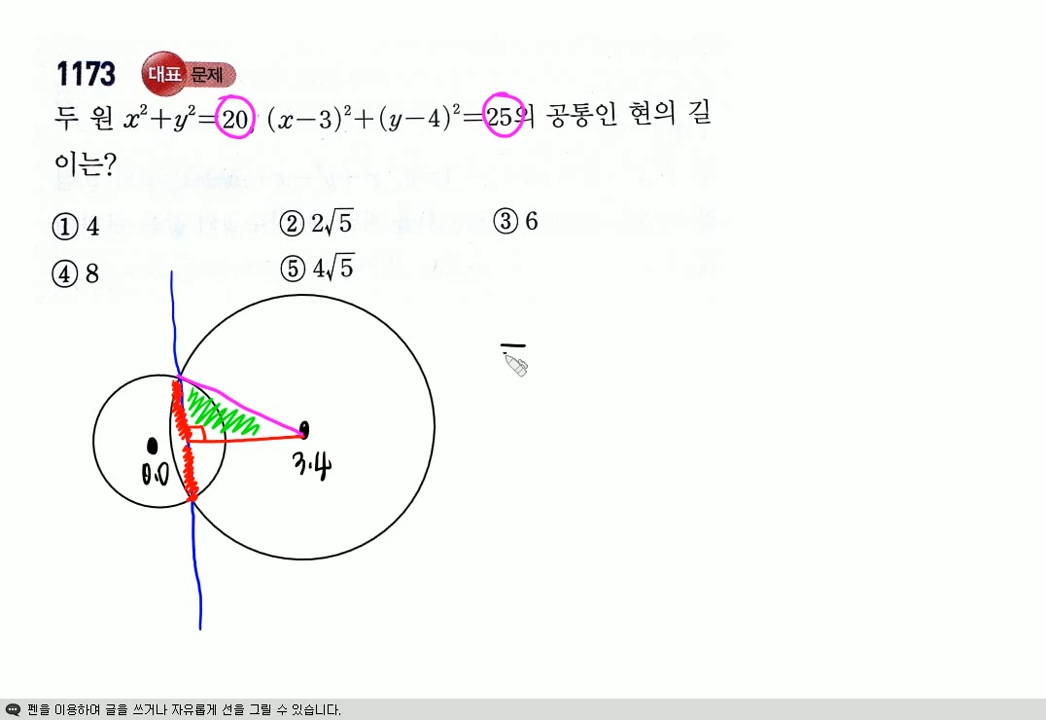 1173 대표 문제
두 원 x²+y²=20, (x-3)²+(y-4)²=25의 공통인 현의 길
이는?
① 4 ② 2√5 ③ 6
④ 8 ⑤ 4√5
0.0
3.4
펜을 이용하여 글을 쓰거나 자유롭게 선을 그릴 수 있습니다.